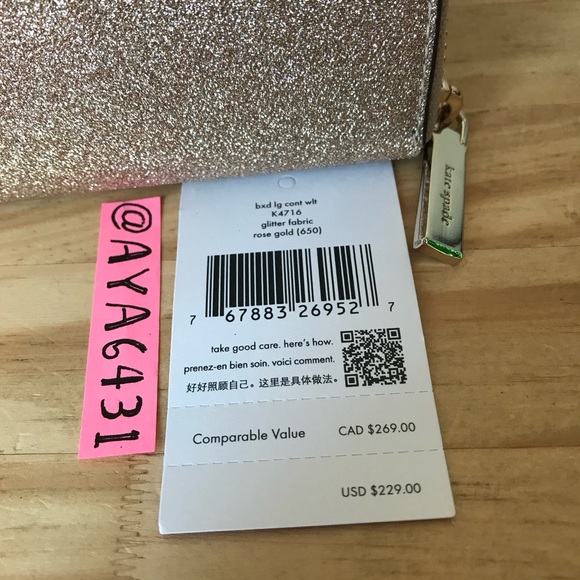 kate spade
@AYA6431
bxd lg cont wlt
K4716
glitter fabric
rose gold (650)
7 67883 26952 7
take good care. here's how.
prenez-en bien soin. voici comment.
好好照顾自己。这里是具体做法。
Comparable Value CAD $269.00
USD $229.00